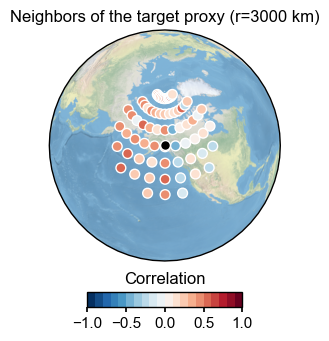 Neighbors of the target proxy (r=3000 km)
Correlation
−1.0 −0.5 0.0 0.5 1.0